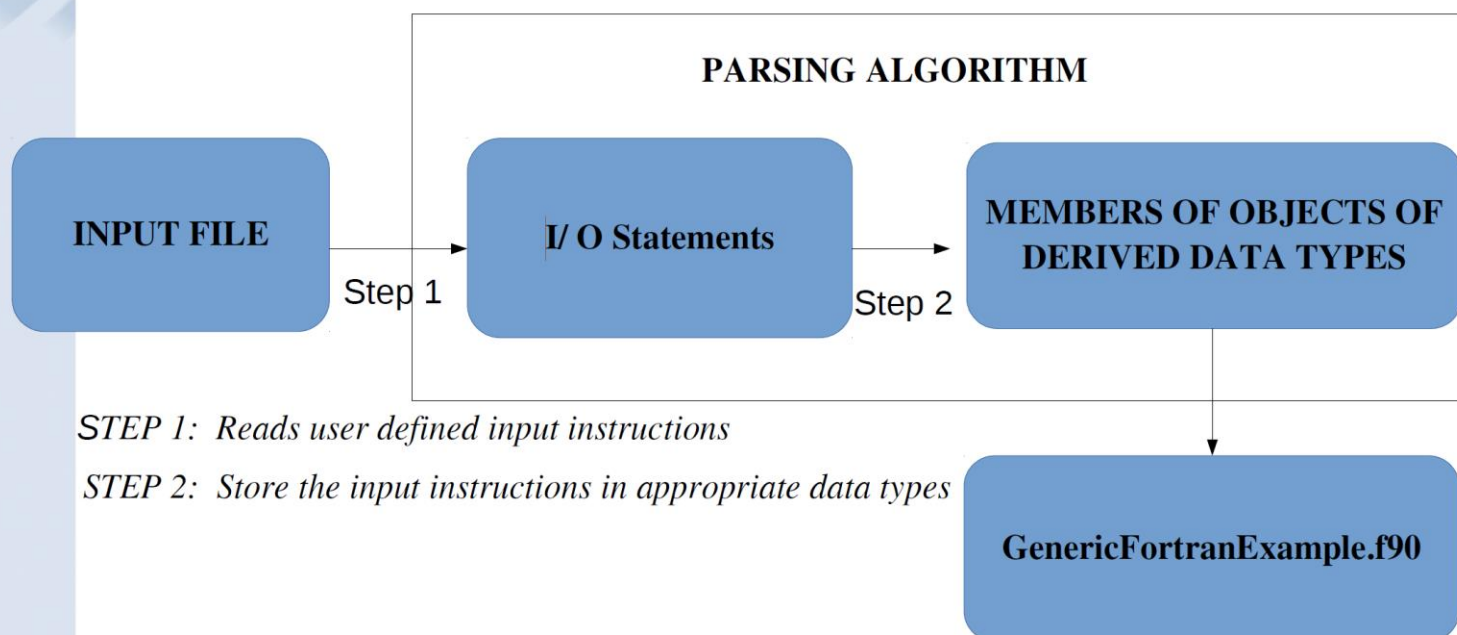 PARSING ALGORITHM
INPUT FILE
Step 1
I/ O Statements
Step 2
MEMBERS OF OBJECTS OF
DERIVED DATA TYPES
STEP 1: Reads user defined input instructions
STEP 2: Store the input instructions in appropriate data types
GenericFortranExample.f90